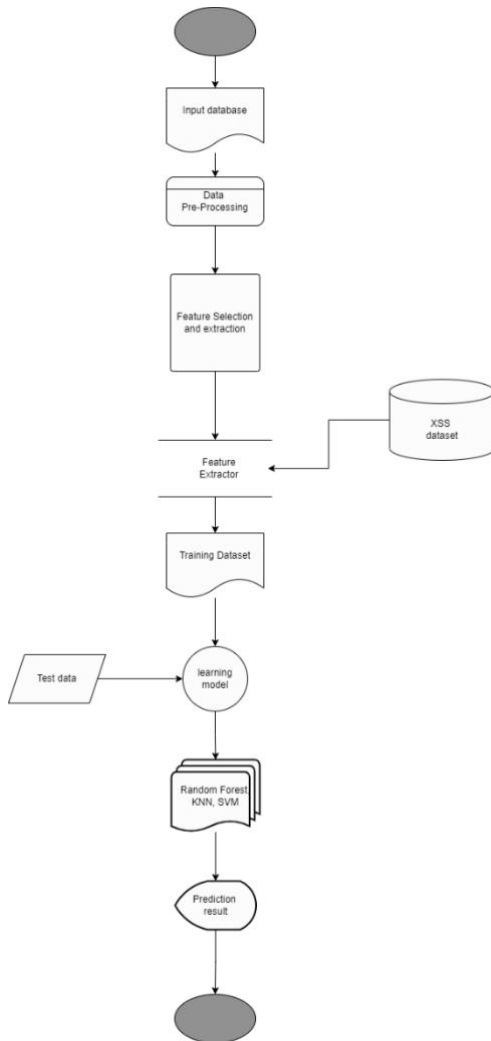 Input database
Data
Pre-Processing
Feature Selection
and extraction
XSS
dataset
Feature
Extractor
Training Dataset
Test data
learning
model
Random Forest,
KNN, SVM
Prediction
result